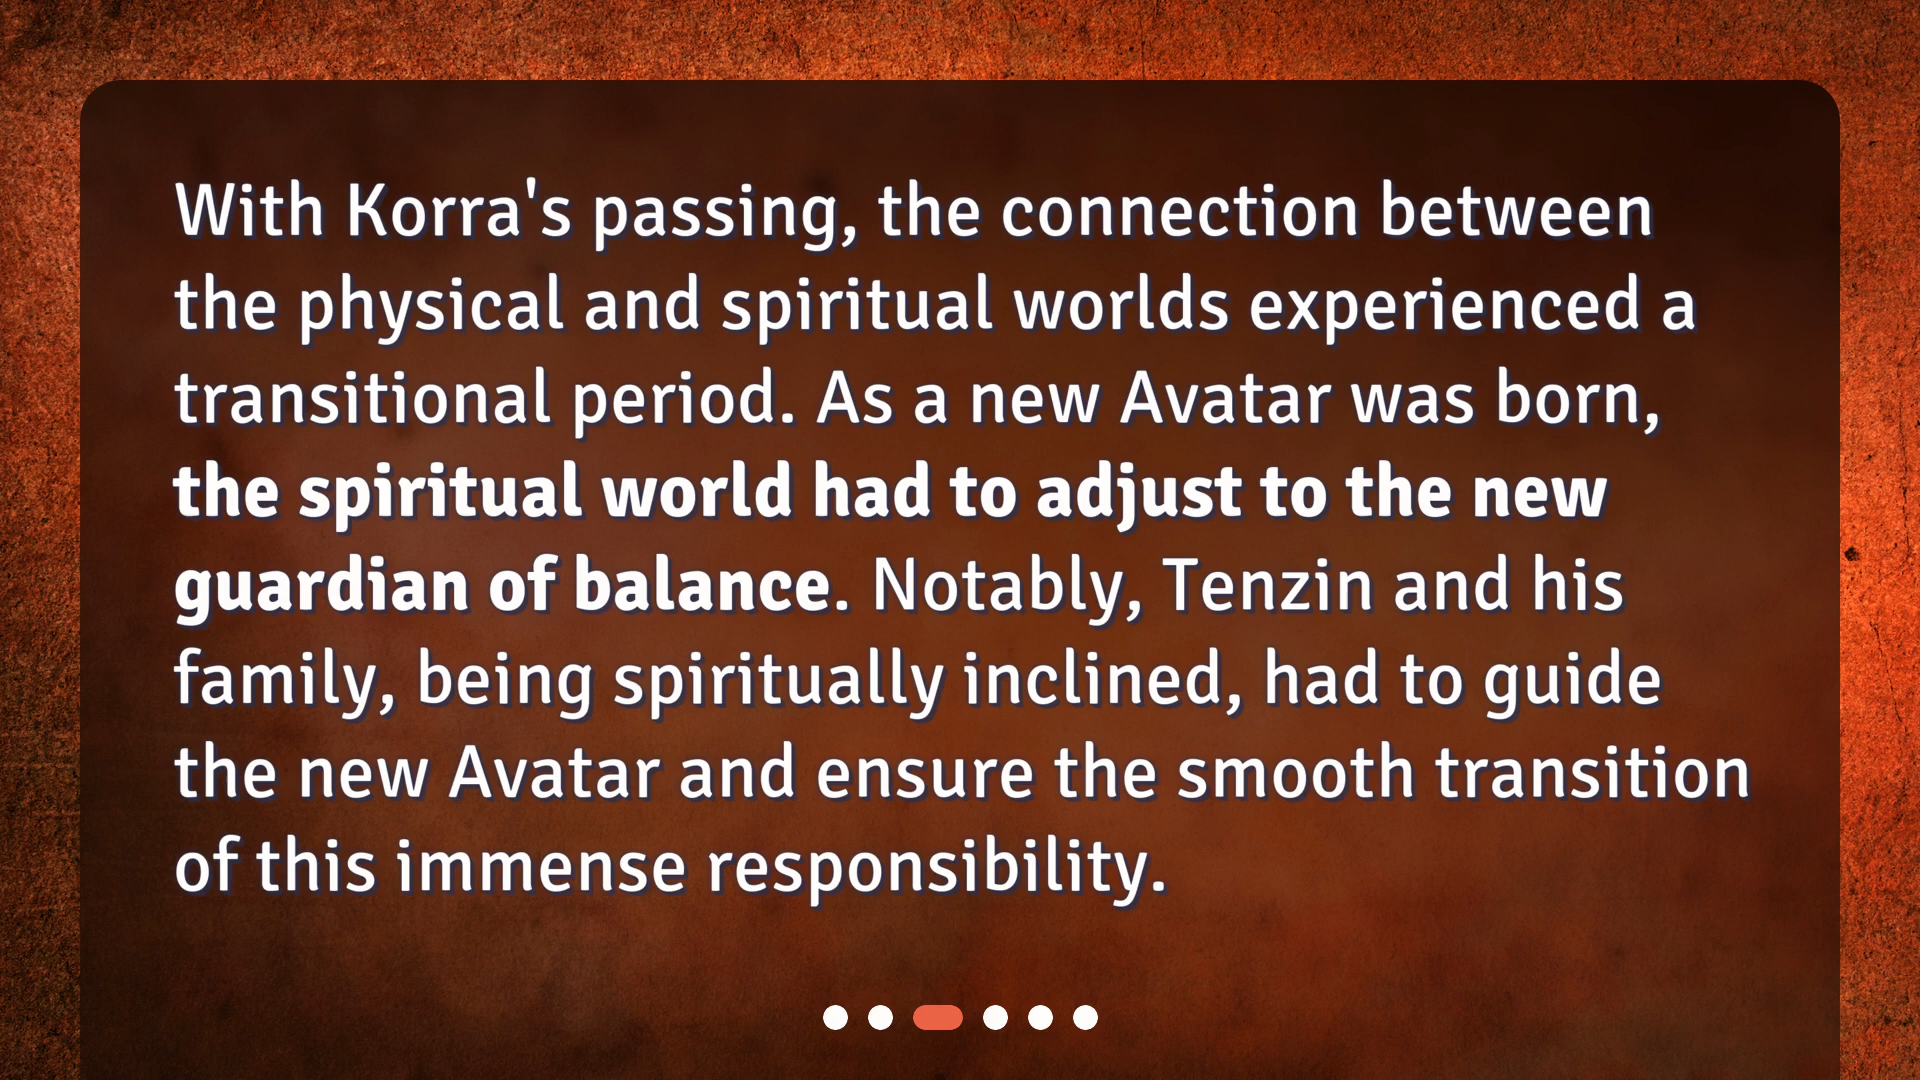 With Korra's passing, the connection between
the physical and spiritual worlds experienced a
transitional period. As a new Avatar was born,
the spiritual world had to adjust to the new
guardian of balance. Notably, Tenzin and his
family, being spiritually inclined, had to guide
the new Avatar and ensure the smooth transition
of this immense responsibility.